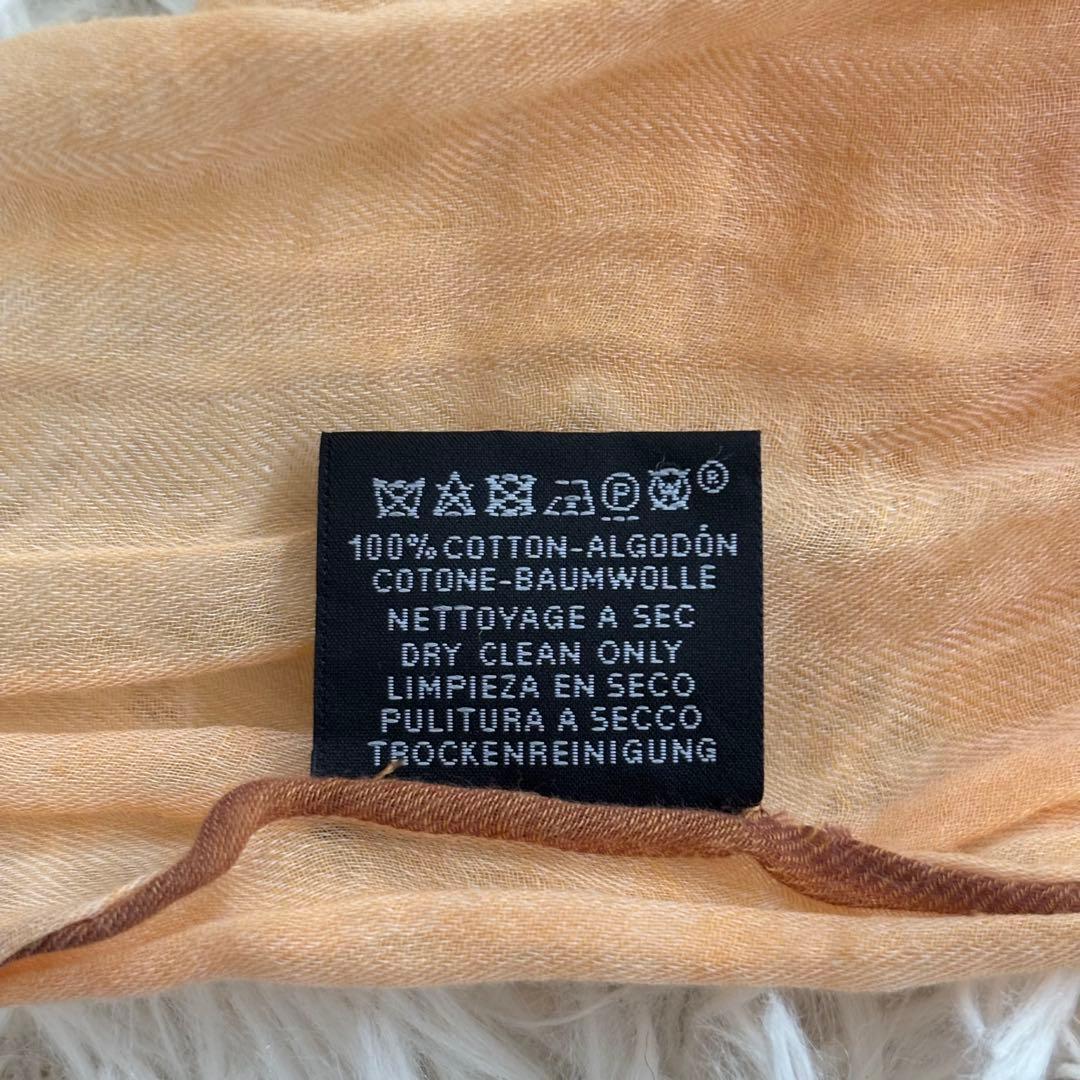 P W ®
100% COTTON-ALGODÓN
COTONE-BAUMWOLLE
NETTOYAGE A SEC
DRY CLEAN ONLY
LIMPIEZA EN SECO
PULITURA A SECCO
TROCKENREINIGUNG